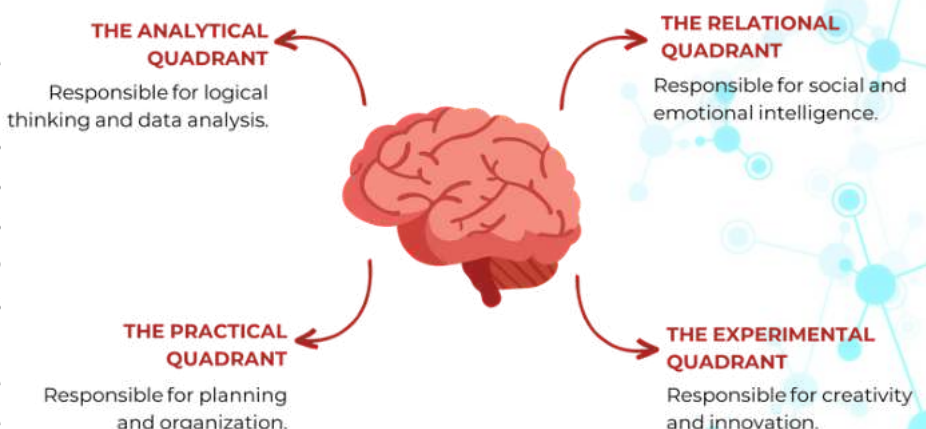 THE ANALYTICAL
QUADRANT
Responsible for logical
thinking and data analysis.
THE RELATIONAL
QUADRANT
Responsible for social and
emotional intelligence.
THE PRACTICAL
QUADRANT
Responsible for planning
and organization.
THE EXPERIMENTAL
QUADRANT
Responsible for creativity
and innovation.